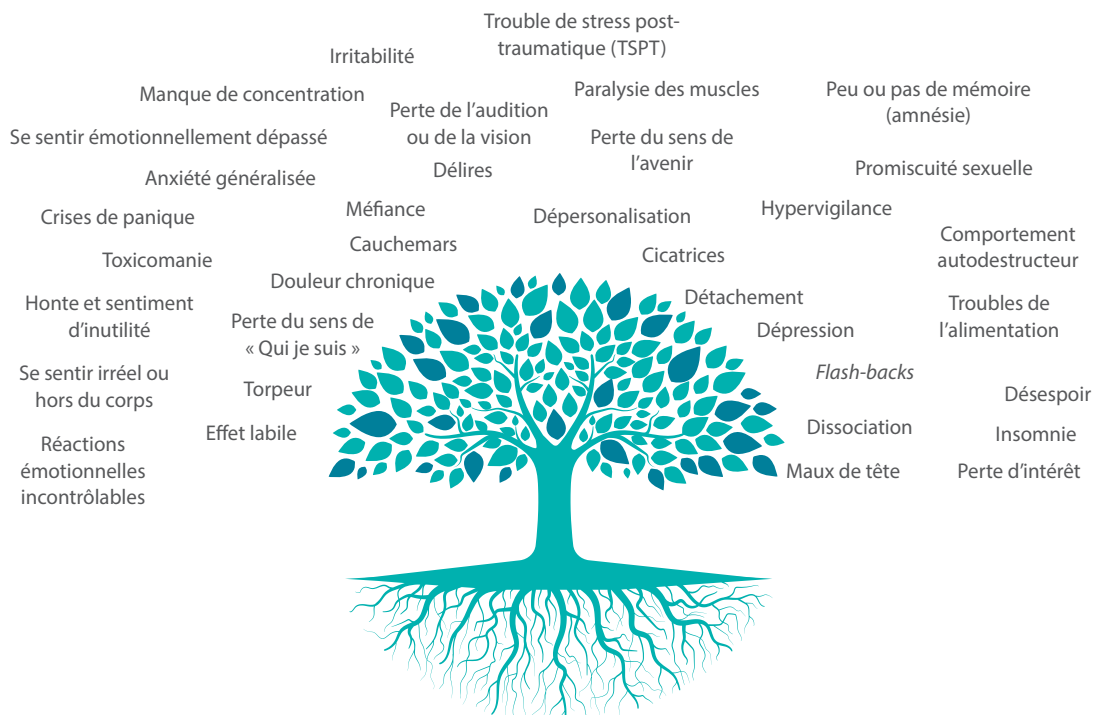 Trouble de stress post-
traumatique (TSPT)
Irritabilité
Manque de concentration
Perte de l’audition
ou de la vision
Paralysie des muscles
Peu ou pas de mémoire
(amnésie)
Se sentir émotionnellement dépassé
Perte du sens de
l’avenir
Anxiété généralisée
Délires
Promiscuité sexuelle
Crises de panique
Méfiance
Dépersonalisation
Hypervigilance
Cauchemars
Comportement
autodestructeur
Toxicomanie
Cicatrices
Douleur chronique
Honte et sentiment
d’inutilité
Détachement
Troubles de
l’alimentation
Perte du sens de
« Qui je suis »
Dépression
Se sentir irréel ou
hors du corps
Flash-backs
Torpeur
Désespoir
Effet labile
Dissociation
Insomnie
Réactions
émotionnelles
incontrôlables
Maux de tête
Perte d’intérêt